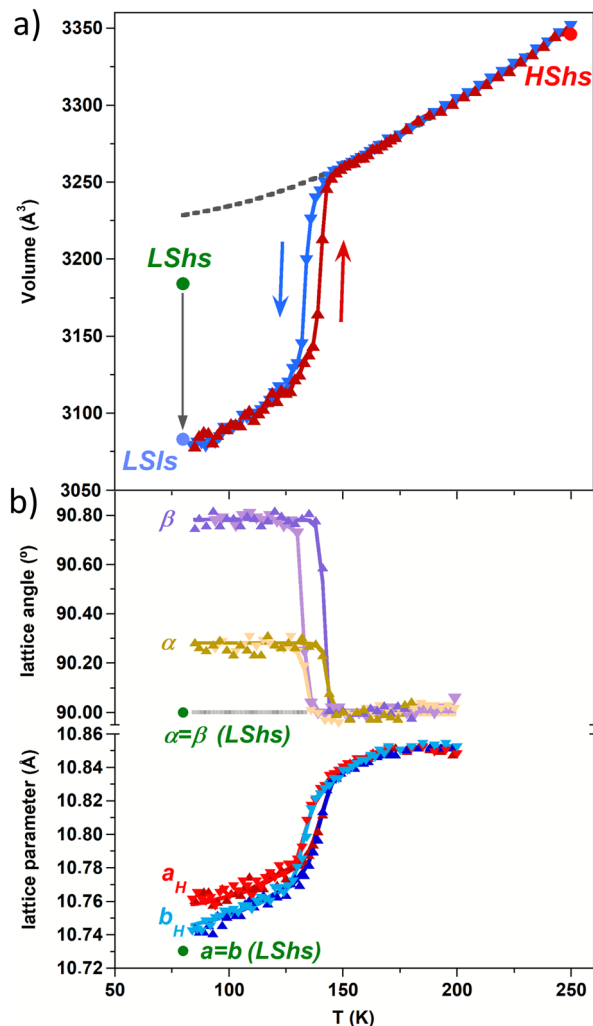 a)
3350
3300
3250
3200
3150
3100
3050
Volume (Å³)
HShs
LShs
LSls
b)
90.80
90.60
90.40
90.20
90.00
lattice angle (º)
β
α
α=β (LShs)
10.86
10.84
10.82
10.80
10.78
10.76
10.74
10.72
lattice parameter (Å)
aH
bH
a=b (LShs)
50 100 150 200 250
T (K)